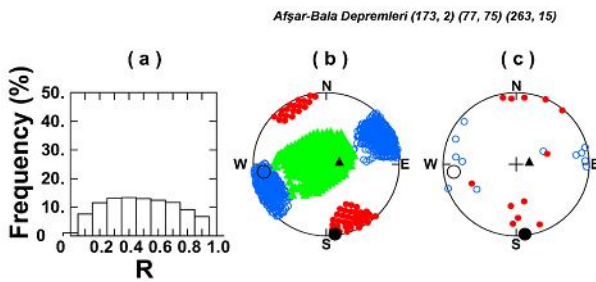 Afşar-Bala Depremleri (173, 2) (77, 75) (263, 15)
( a )
( b )
( c )
Frequency (%)
50.
40
30
20
10
0
0 0.2 0.4 0.6 0.8 1.0
R
N
W
E
S
N
W
E
S